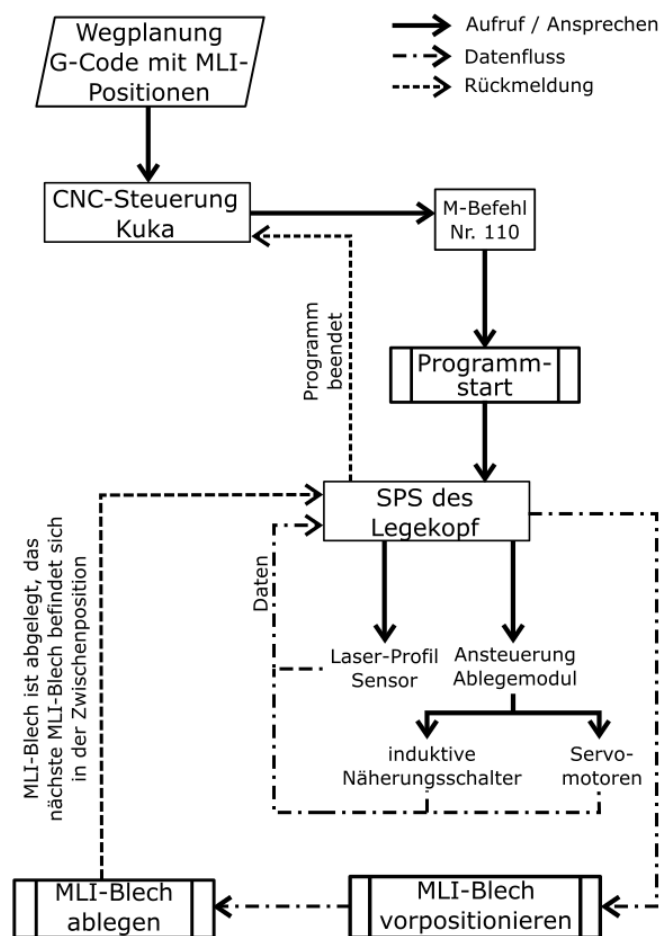 Wegplanung
G-Code mit MLI-
Positionen
Aufruf / Ansprechen
Datenfluss
Rückmeldung
CNC-Steuerung
Kuka
M-Befehl
Nr. 110
Programm
beendet
Programm-
start
SPS des
Legekopf
Daten
MLI-Blech ist abgelegt, das
nächste MLI-Blech befindet sich
in der Zwischenposition
Laser-Profil
Sensor
Ansteuerung
Ablegemodul
induktive
Näherungsschalter
Servo-
motoren
MLI-Blech
ablegen
MLI-Blech
vorpositionieren